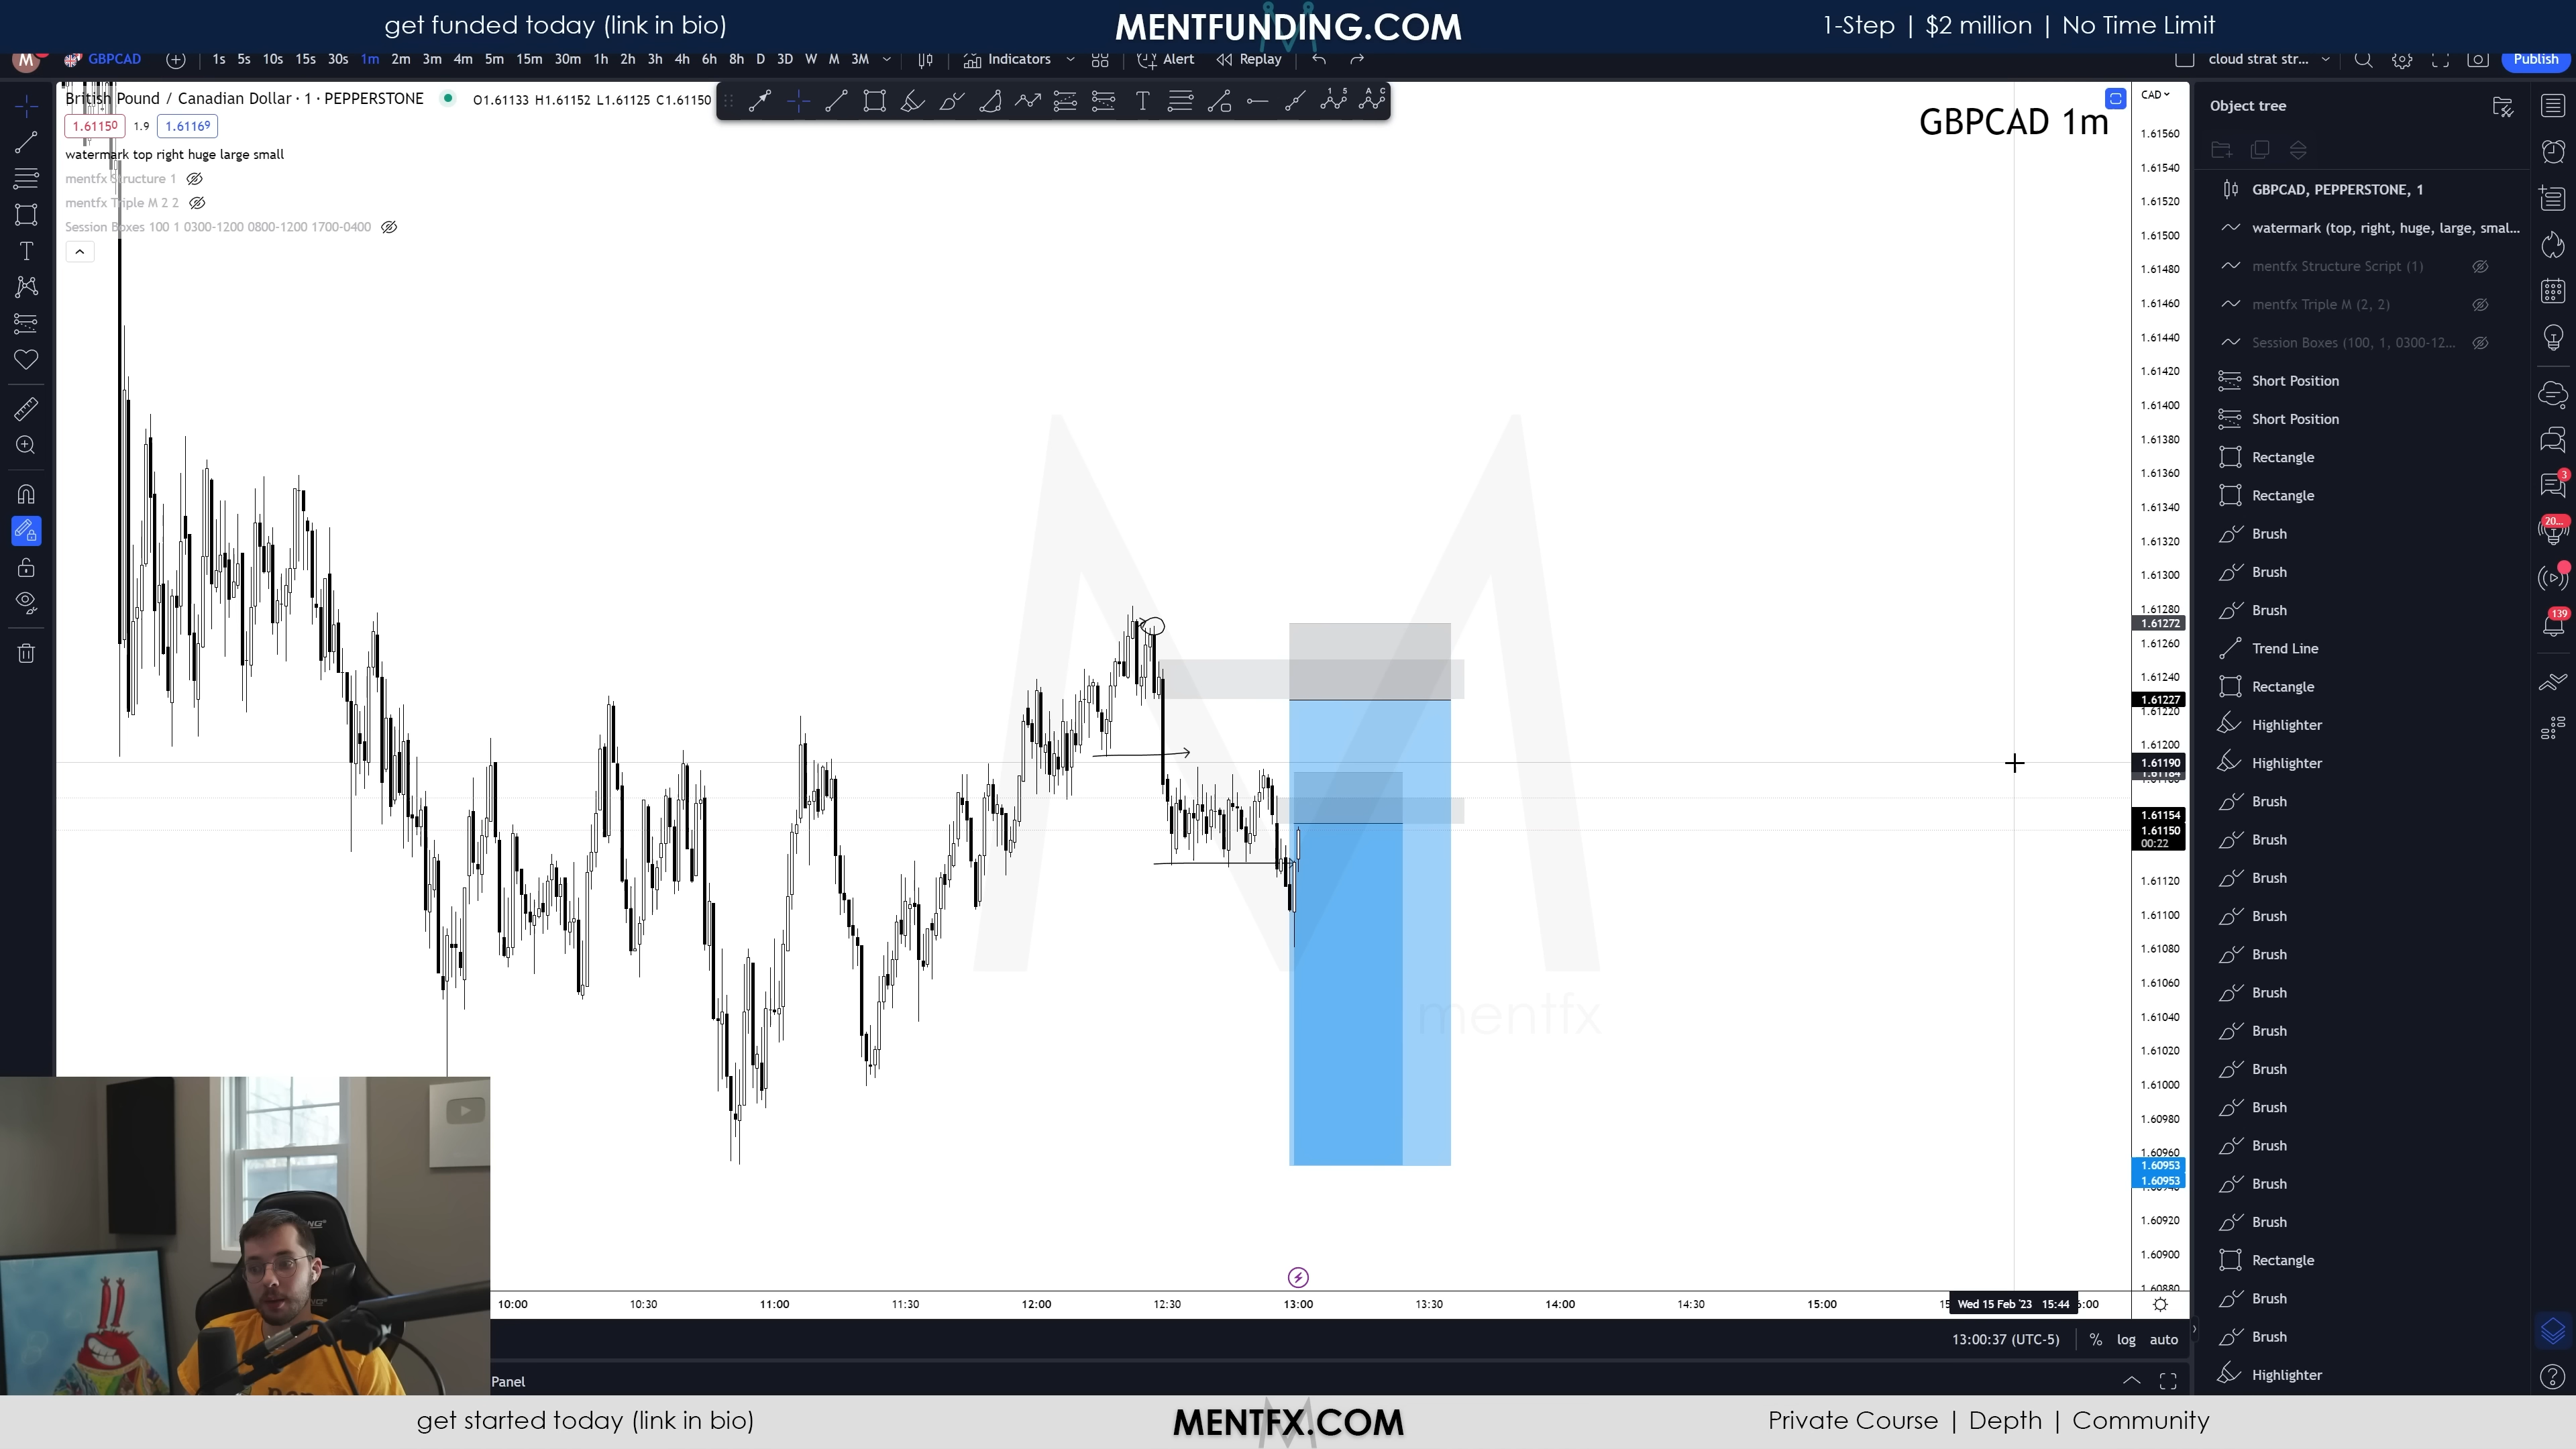 get funded today (link in bio)
MENTFUNDING.COM
1-Step | $2 million | No Time Limit
M
GBPCAD
1s 5s 10s 15s 30s 1m 2m 3m 4m 5m 15m 30m 1h 2h 3h 4h 6h 8h D 3D W M 3M
Indicators
Alert
Replay
cloud strat str...
Publish
British Pound / Canadian Dollar · 1 · PEPPERSTONE
O1.61133 H1.61152 L1.61125 C1.61150
1.61150
1.9
1.61169
watermark top right huge large small
mentfx Structure 1
mentfx Triple M 2 2
Session Boxes 100 1 0300-1200 0800-1200 1700-0400
GBPCAD 1m
mentfx
CAD
1.61560
1.61540
1.61520
1.61500
1.61480
1.61460
1.61440
1.61420
1.61400
1.61380
1.61360
1.61340
1.61320
1.61300
1.61280
1.61272
1.61260
1.61240
1.61227
1.61220
1.61200
1.61190
1.61184
1.61154
1.61150
00:22
1.61120
1.61100
1.61080
1.61060
1.61040
1.61020
1.61000
1.60980
1.60960
1.60953
1.60953
1.60920
1.60900
1.60880
10:00 10:30 11:00 11:30 12:00 12:30 13:00 13:30 14:00 14:30 15:00
Wed 15 Feb '23 15:44
13:00:37 (UTC-5)
% log auto
Panel
Object tree
GBPCAD, PEPPERSTONE, 1
watermark (top, right, huge, large, smal...
mentfx Structure Script (1)
mentfx Triple M (2, 2)
Session Boxes (100, 1, 0300-12...
Short Position
Short Position
Rectangle
Rectangle
Brush
Brush
Brush
Trend Line
Rectangle
Highlighter
Highlighter
Brush
Brush
Brush
Brush
Brush
Brush
Brush
Brush
Brush
Brush
Brush
Brush
Rectangle
Brush
Brush
Highlighter
3
20...
139
get started today (link in bio)
MENTFX.COM
Private Course | Depth | Community